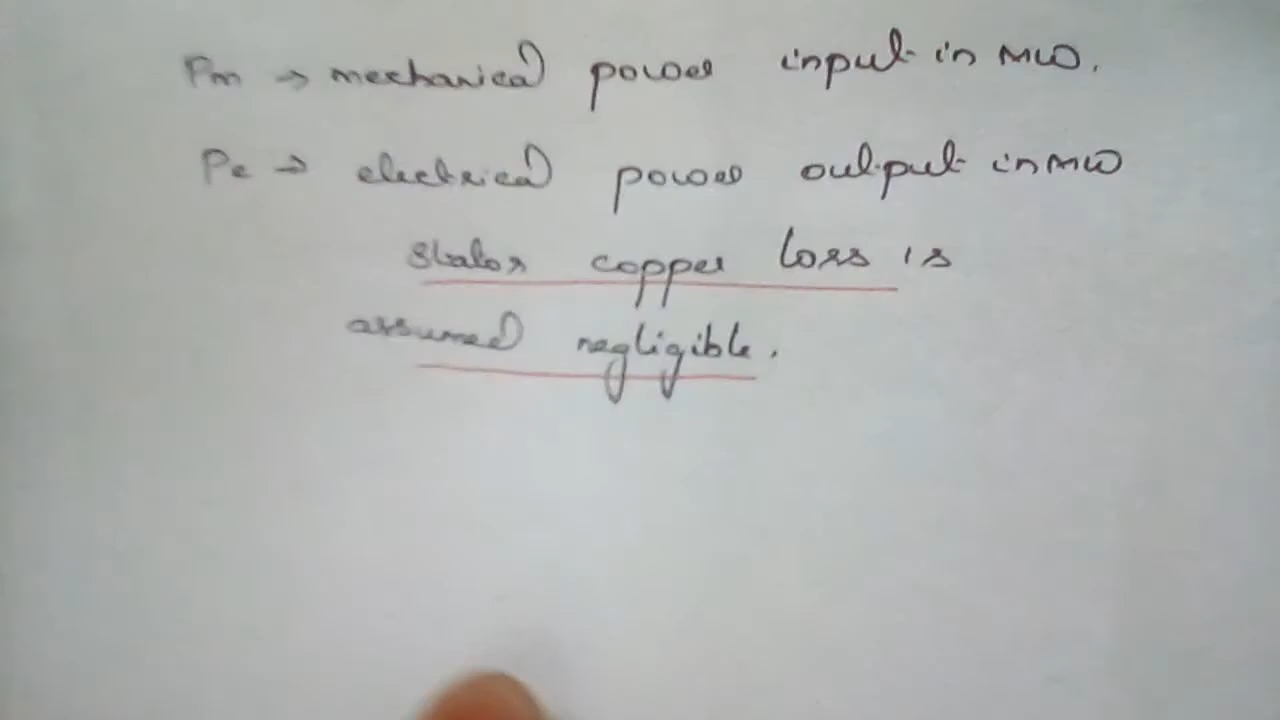 Pm → mechanical power input in MW.
Pe → electrical power output in MW
stator copper loss is
assumed negligible.